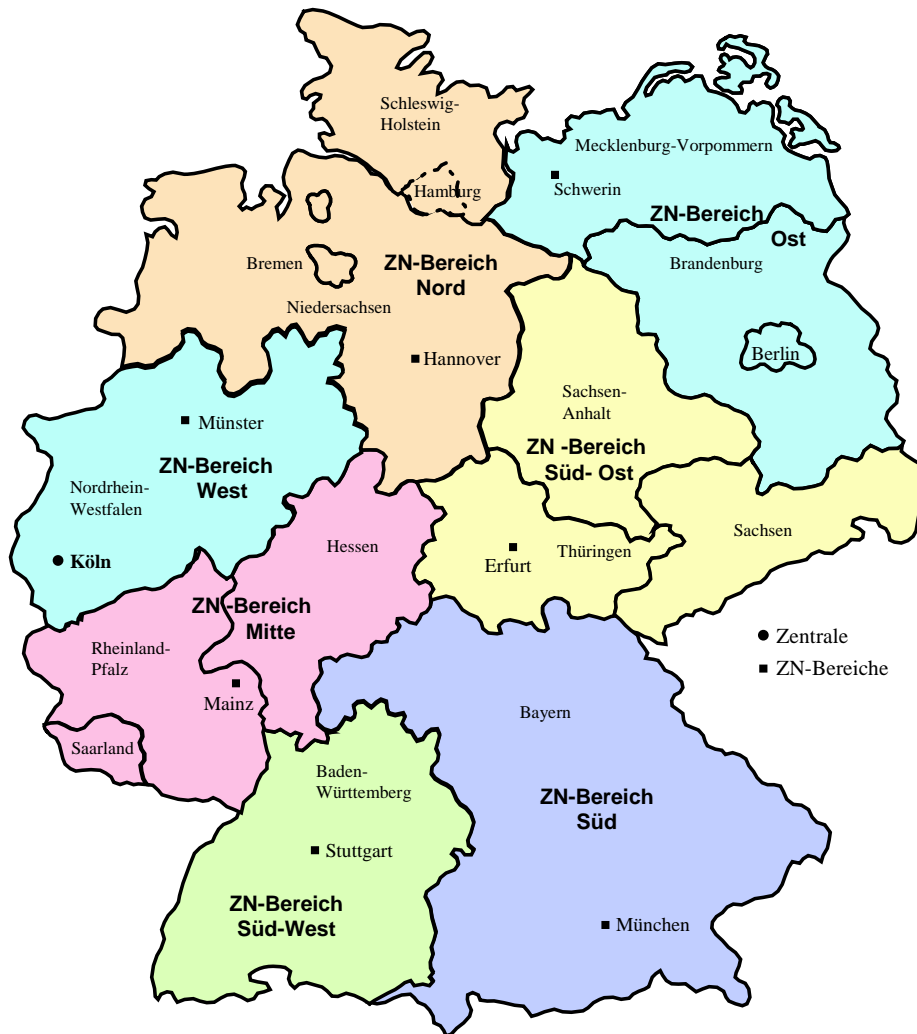 Schleswig-
Holstein
Mecklenburg-Vorpommern
Schwerin
Hamburg
ZN-Bereich
Ost
Bremen
ZN-Bereich
Nord
Brandenburg
Niedersachsen
Hannover
Berlin
Sachsen-
Anhalt
Münster
ZN -Bereich
Süd- Ost
ZN-Bereich
West
Nordrhein-
Westfalen
Hessen
Sachsen
Thüringen
Erfurt
Köln
ZN -Bereich
Mitte
Rheinland-
Pfalz
Zentrale
ZN-Bereiche
Mainz
Bayern
Saarland
Baden-
Württemberg
ZN-Bereich
Süd
Stuttgart
ZN-Bereich
Süd-West
München